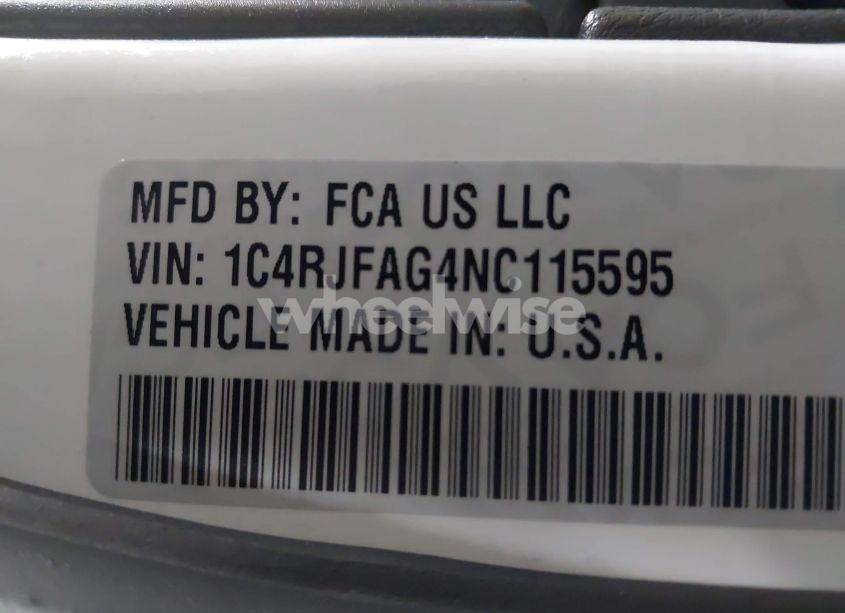 MFD BY: FCA US LLC
VIN: 1C4RJFAG4NC115595
wheelwise
VEHICLE MADE IN: U.S.A.